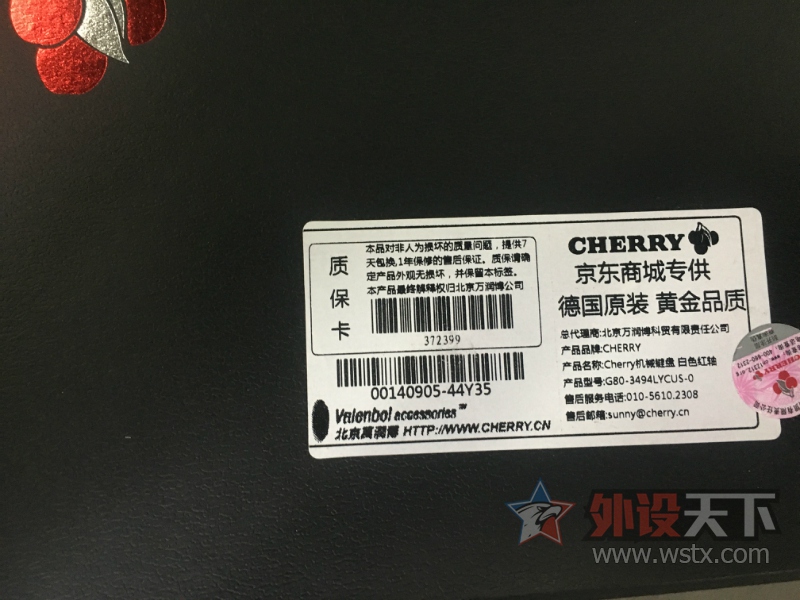 质
保
卡
本品对非人为损坏的质量问题，提供7
天包换,1年保修的售后保证。质保请确
定产品外观无损坏，并保留本标签。
本产品最终解释权归北京万润博公司
372399
00140905-44Y35
Valenbol accessories™
北京萬润博 HTTP://WWW.CHERRY.CN
CHERRY
京东商城专供
德国原装 黄金品质
总代理商:北京万润博科贸有限责任公司
产品品牌:CHERRY
产品名称:Cherry机械键盘 白色红轴
产品型号:G80-3494LYCUS-0
售后服务电话:010-5610.2308
售后邮箱:sunny@cherry.cn
外设天下
www.wstx.com